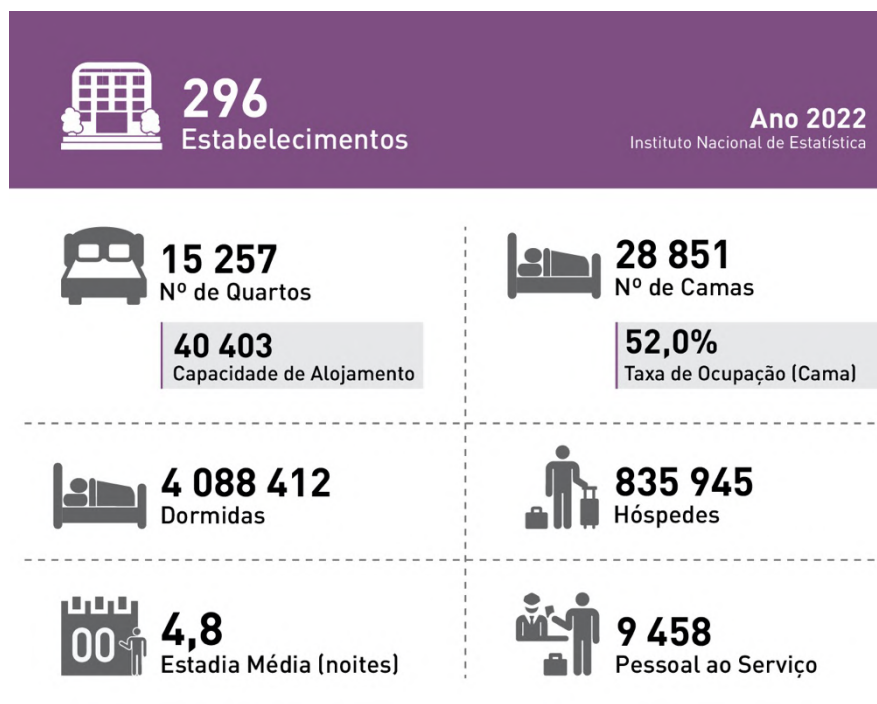 296
Estabelecimentos
Ano 2022
Instituto Nacional de Estatística
15 257
Nº de Quartos
40 403
Capacidade de Alojamento
28 851
Nº de Camas
52,0%
Taxa de Ocupação (Cama)
4 088 412
Dormidas
835 945
Hóspedes
00
4,8
Estadia Média (noites)
9 458
Pessoal ao Serviço